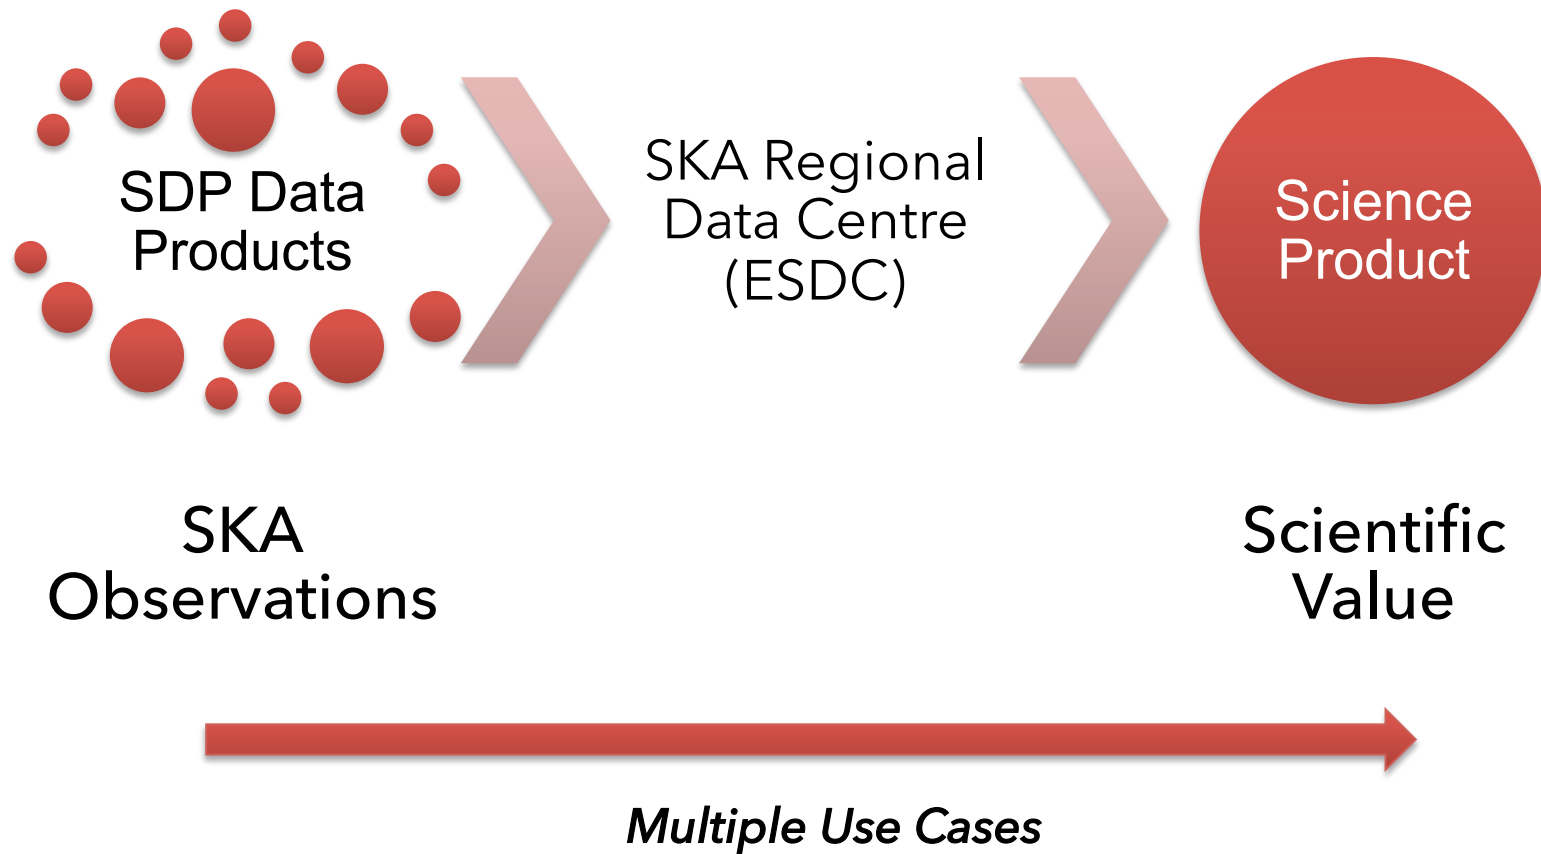 SDP Data
Products
SKA Regional
Data Centre
(ESDC)
Science
Product
SKA
Observations
Scientific
Value
Multiple Use Cases